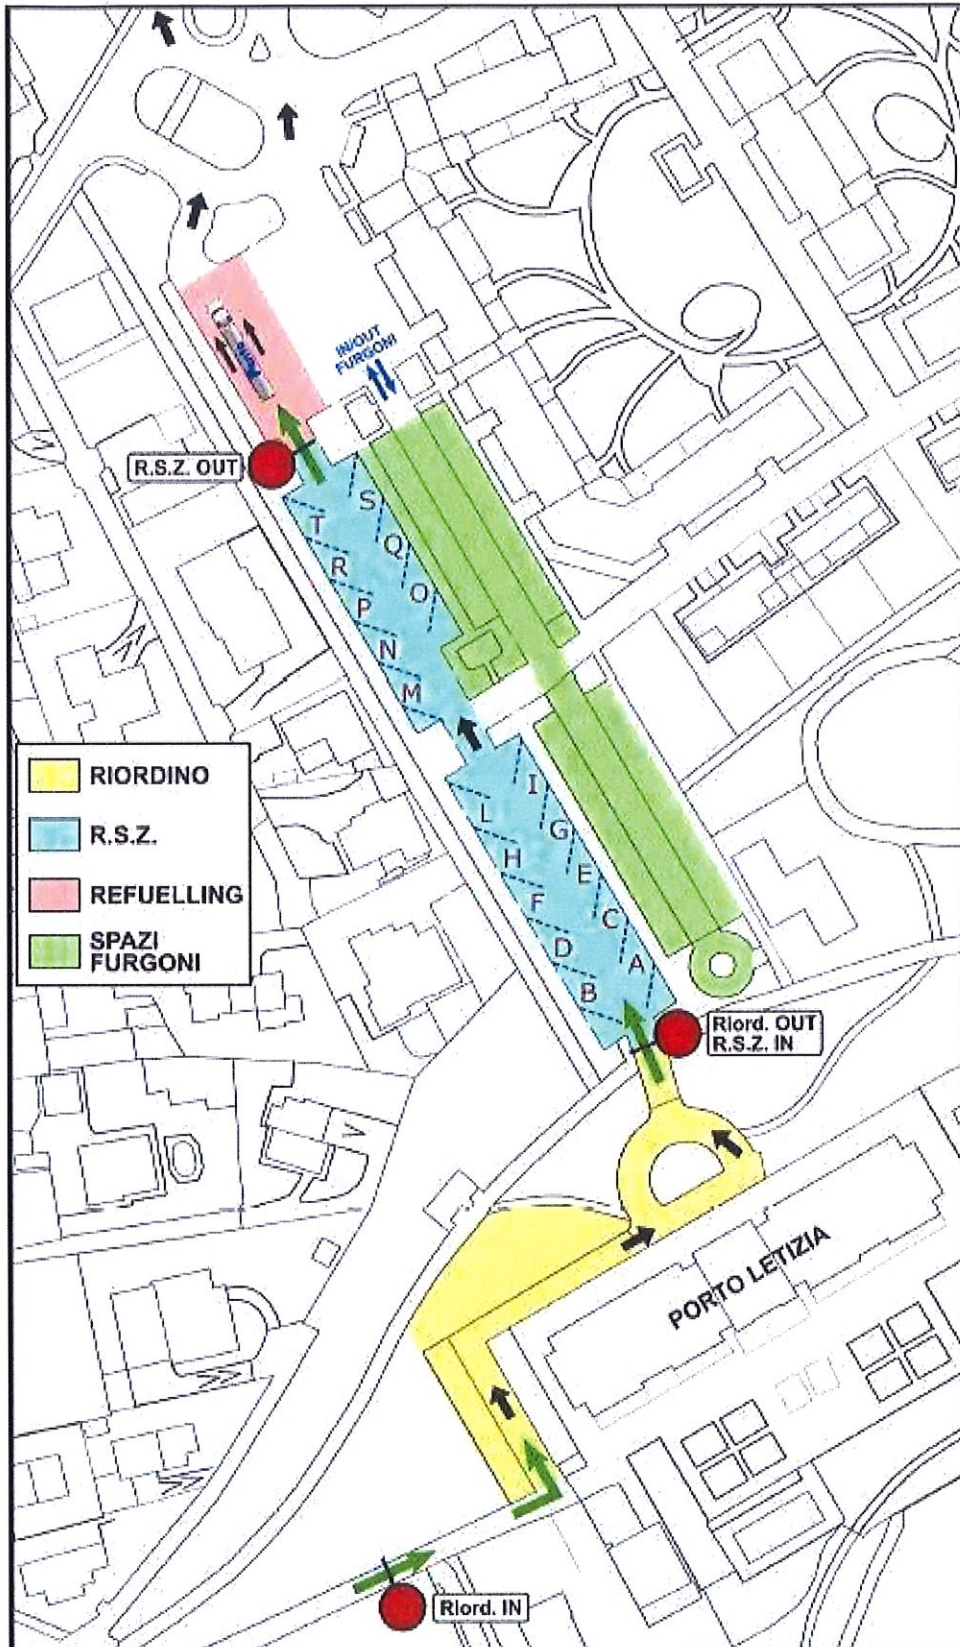 IN/OUT
FURGONI
R.S.Z. OUT
S
T
Q
R
O
P
N
M
RIORDINO
R.S.Z.
REFUELLING
SPAZI
FURGONI
I
L
G
H
E
F
C
D
A
B
Riord. OUT
R.S.Z. IN
PORTO LETIZIA
Riord. IN